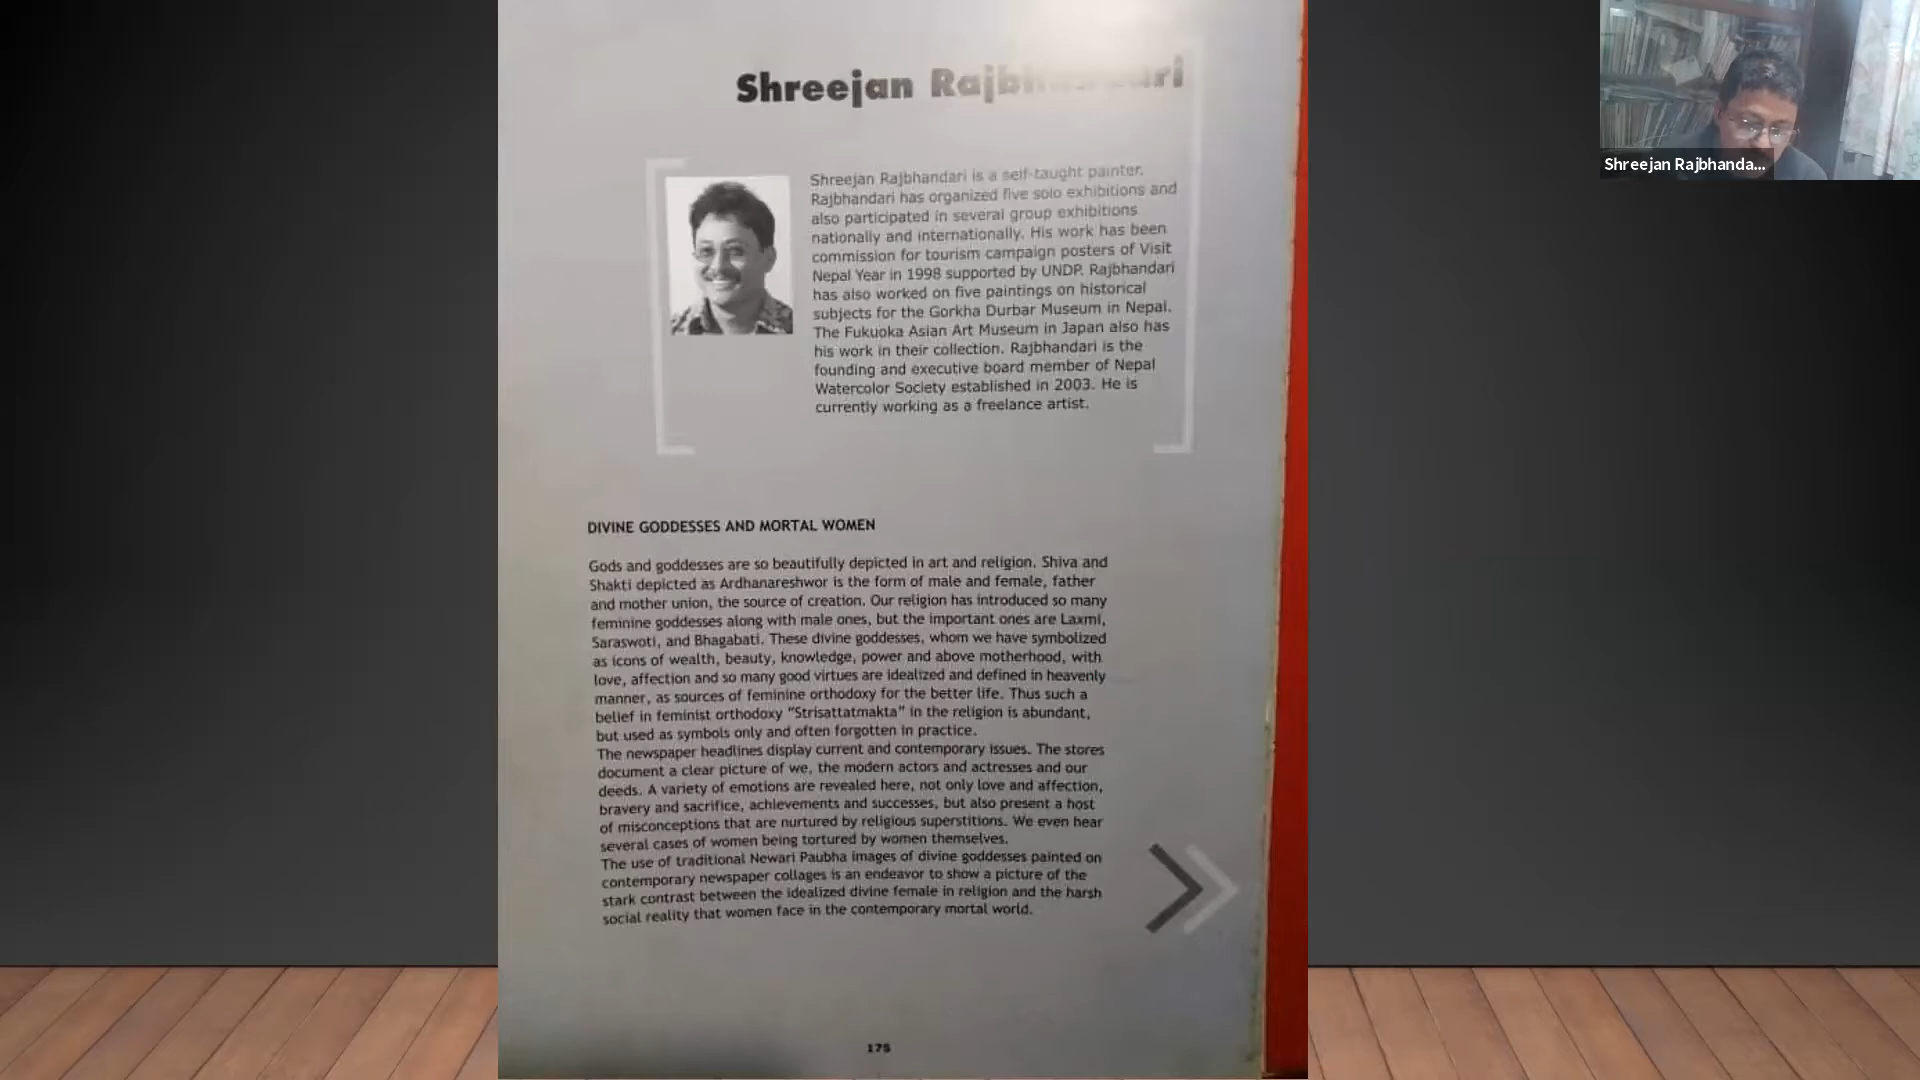 Shreejan Rajbhandari
Shreejan Rajbhanda...
Shreejan Rajbhandari is a self-taught painter.
Rajbhandari has organized five solo exhibitions and
also participated in several group exhibitions
nationally and internationally. His work has been
commission for tourism campaign posters of Visit
Nepal Year in 1998 supported by UNDP. Rajbhandari
has also worked on five paintings on historical
subjects for the Gorkha Durbar Museum in Nepal.
The Fukuoka Asian Art Museum in Japan also has
his work in their collection. Rajbhandari is the
founding and executive board member of Nepal
Watercolor Society established in 2003. He is
currently working as a freelance artist.
DIVINE GODDESSES AND MORTAL WOMEN
Gods and goddesses are so beautifully depicted in art and religion. Shiva and
Shakti depicted as Ardhanareshwor is the form of male and female, father
and mother union, the source of creation. Our religion has introduced so many
feminine goddesses along with male ones, but the important ones are Laxmi,
Saraswoti, and Bhagabati. These divine goddesses, whom we have symbolized
as icons of wealth, beauty, knowledge, power and above motherhood, with
love, affection and so many good virtues are idealized and defined in heavenly
manner, as sources of feminine orthodoxy for the better life. Thus such a
belief in feminist orthodoxy "Strisattatmakta" in the religion is abundant,
but used as symbols only and often forgotten in practice.
The newspaper headlines display current and contemporary issues. The stores
document a clear picture of we, the modern actors and actresses and our
deeds. A variety of emotions are revealed here, not only love and affection,
bravery and sacrifice, achievements and successes, but also present a host
of misconceptions that are nurtured by religious superstitions. We even hear
several cases of women being tortured by women themselves.
The use of traditional Newari Paubha images of divine goddesses painted on
contemporary newspaper collages is an endeavor to show a picture of the
stark contrast between the idealized divine female in religion and the harsh
social reality that women face in the contemporary mortal world.
175